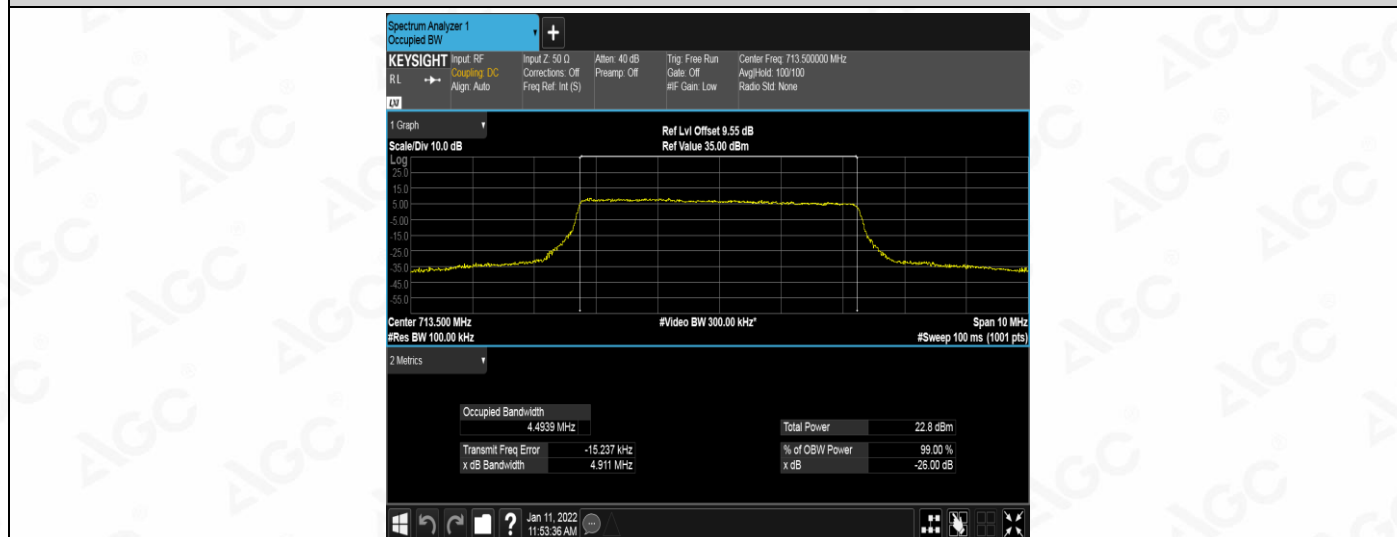 Spectrum Analyzer 1
Occupied BW
+
KEYSIGHT
RL
LXI
Input: RF
Coupling: DC
Align: Auto
Input Z: 50 Ω
Corrections: Off
Freq Ref: Int (S)
Atten: 40 dB
Preamp: Off
Trig: Free Run
Gate: Off
#IF Gain: Low
Center Freq: 713.500000 MHz
Avg|Hold: 100/100
Radio Std: None
1 Graph
Scale/Div 10.0 dB
Ref Lvl Offset 9.55 dB
Ref Value 35.00 dBm
Log
25.0
15.0
5.00
-5.00
-15.0
-25.0
-35.0
-45.0
-55.0
Center 713.500 MHz
#Video BW 300.00 kHz*
Span 10 MHz
#Res BW 100.00 kHz
#Sweep 100 ms (1001 pts)
2 Metrics
Occupied Bandwidth
4.4939 MHz
Total Power 22.8 dBm
Transmit Freq Error -15.237 kHz
% of OBW Power 99.00 %
x dB Bandwidth 4.911 MHz
x dB -26.00 dB
?
Jan 11, 2022
11:53:36 AM
AGC